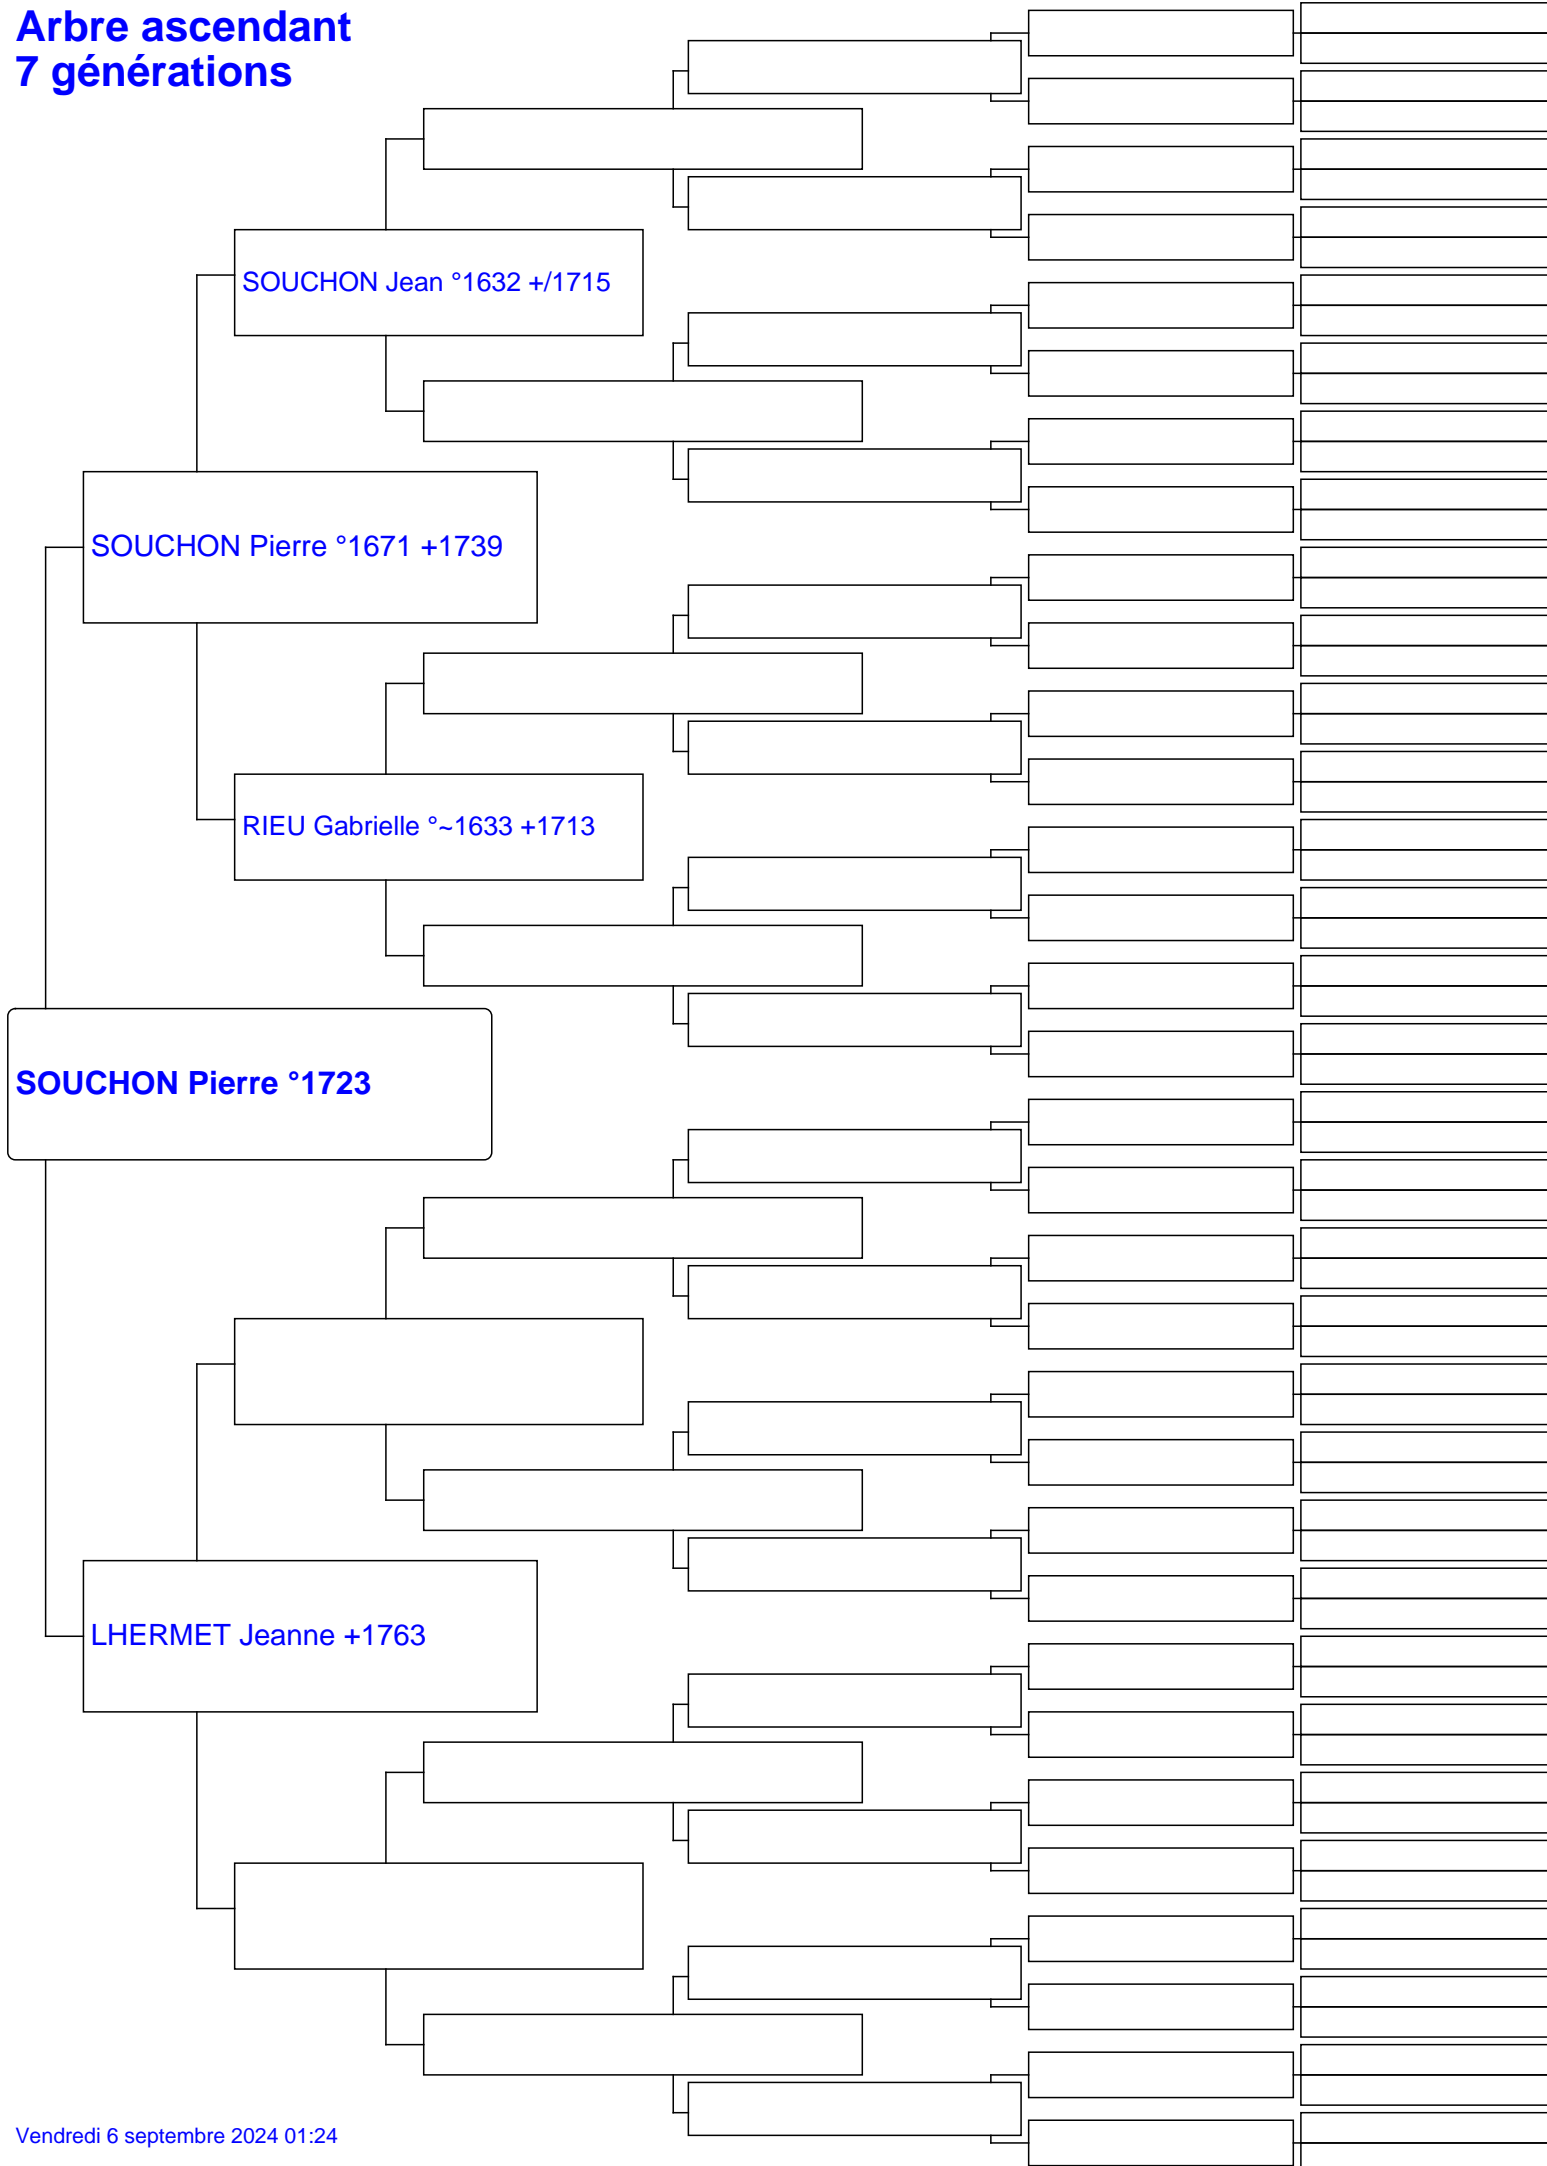 Arbre ascendant
7 générations
SOUCHON Jean °1632 +/1715
SOUCHON Pierre °1671 +1739
RIEU Gabrielle °~1633 +1713
SOUCHON Pierre °1723
LHERMET Jeanne +1763
Vendredi 6 septembre 2024 01:24